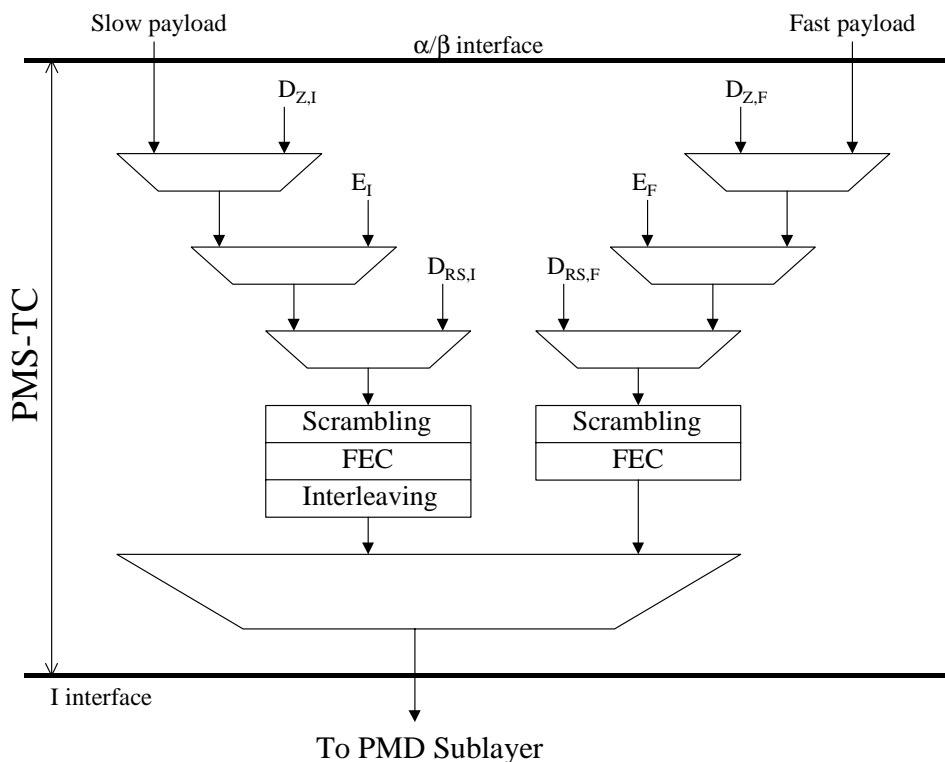 Slow payload
α/β interface
Fast payload
D_{Z,I}
D_{Z,F}
E_I
E_F
D_{RS,I}
D_{RS,F}
PMS-TC
Scrambling
FEC
Interleaving
Scrambling
FEC
I interface
To PMD Sublayer